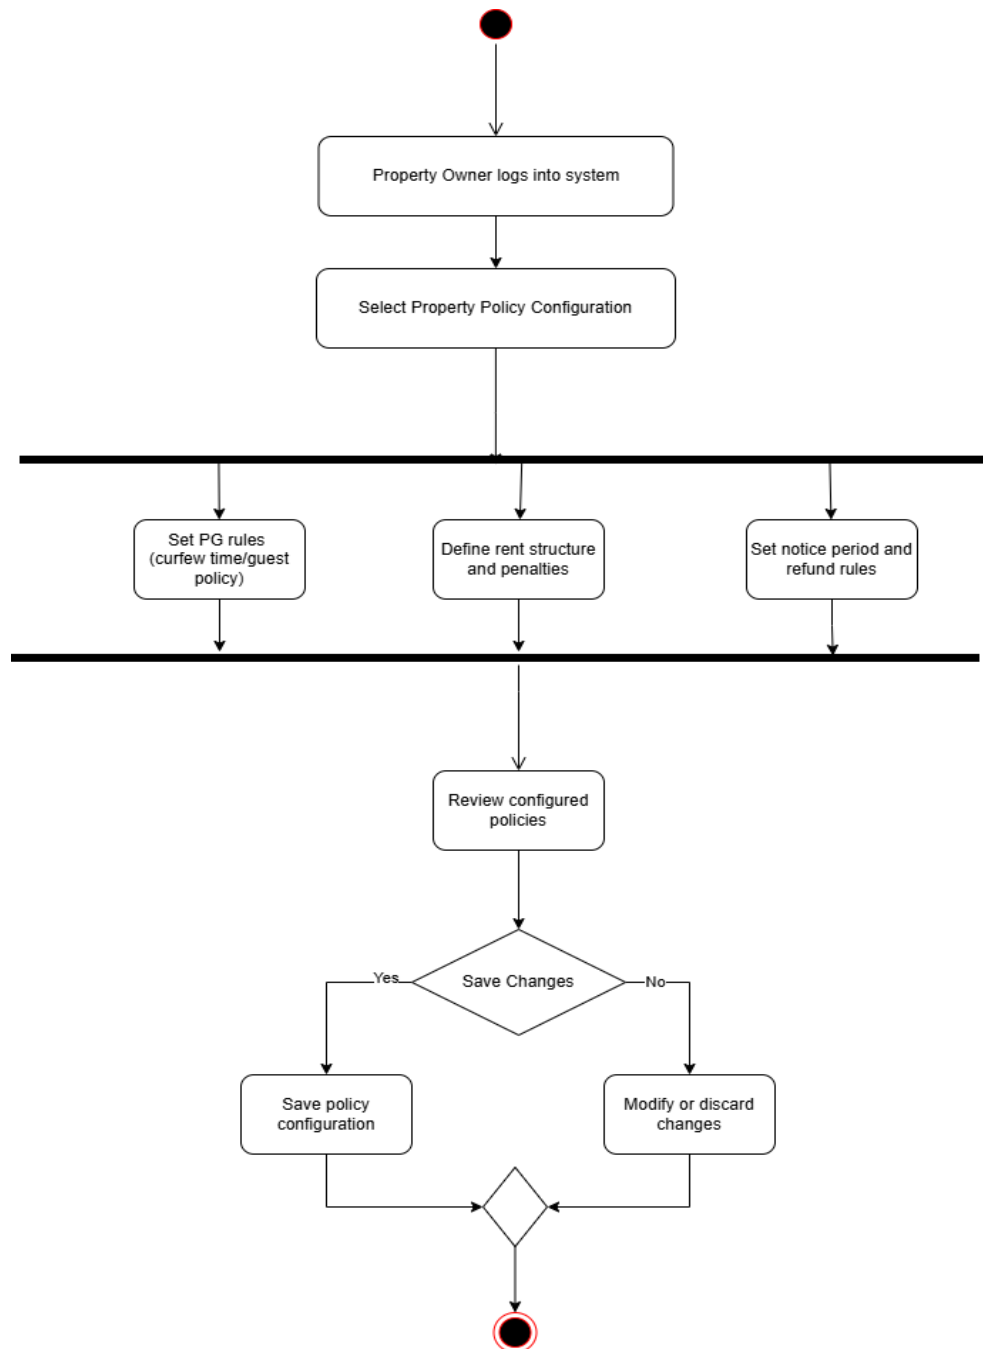 Property Owner logs into system
Select Property Policy Configuration
Set PG rules
(curfew time/guest
policy)
Define rent structure
and penalties
Set notice period and
refund rules
Review configured
policies
Save Changes
Yes
No
Save policy
configuration
Modify or discard
changes